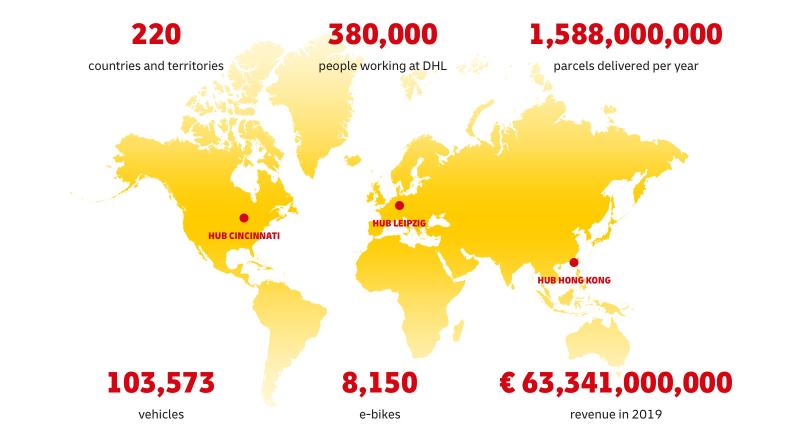 220
countries and territories
380,000
people working at DHL
1,588,000,000
parcels delivered per year
HUB CINCINNATI
HUB LEIPZIG
HUB HONG KONG
103,573
vehicles
8,150
e-bikes
€ 63,341,000,000
revenue in 2019